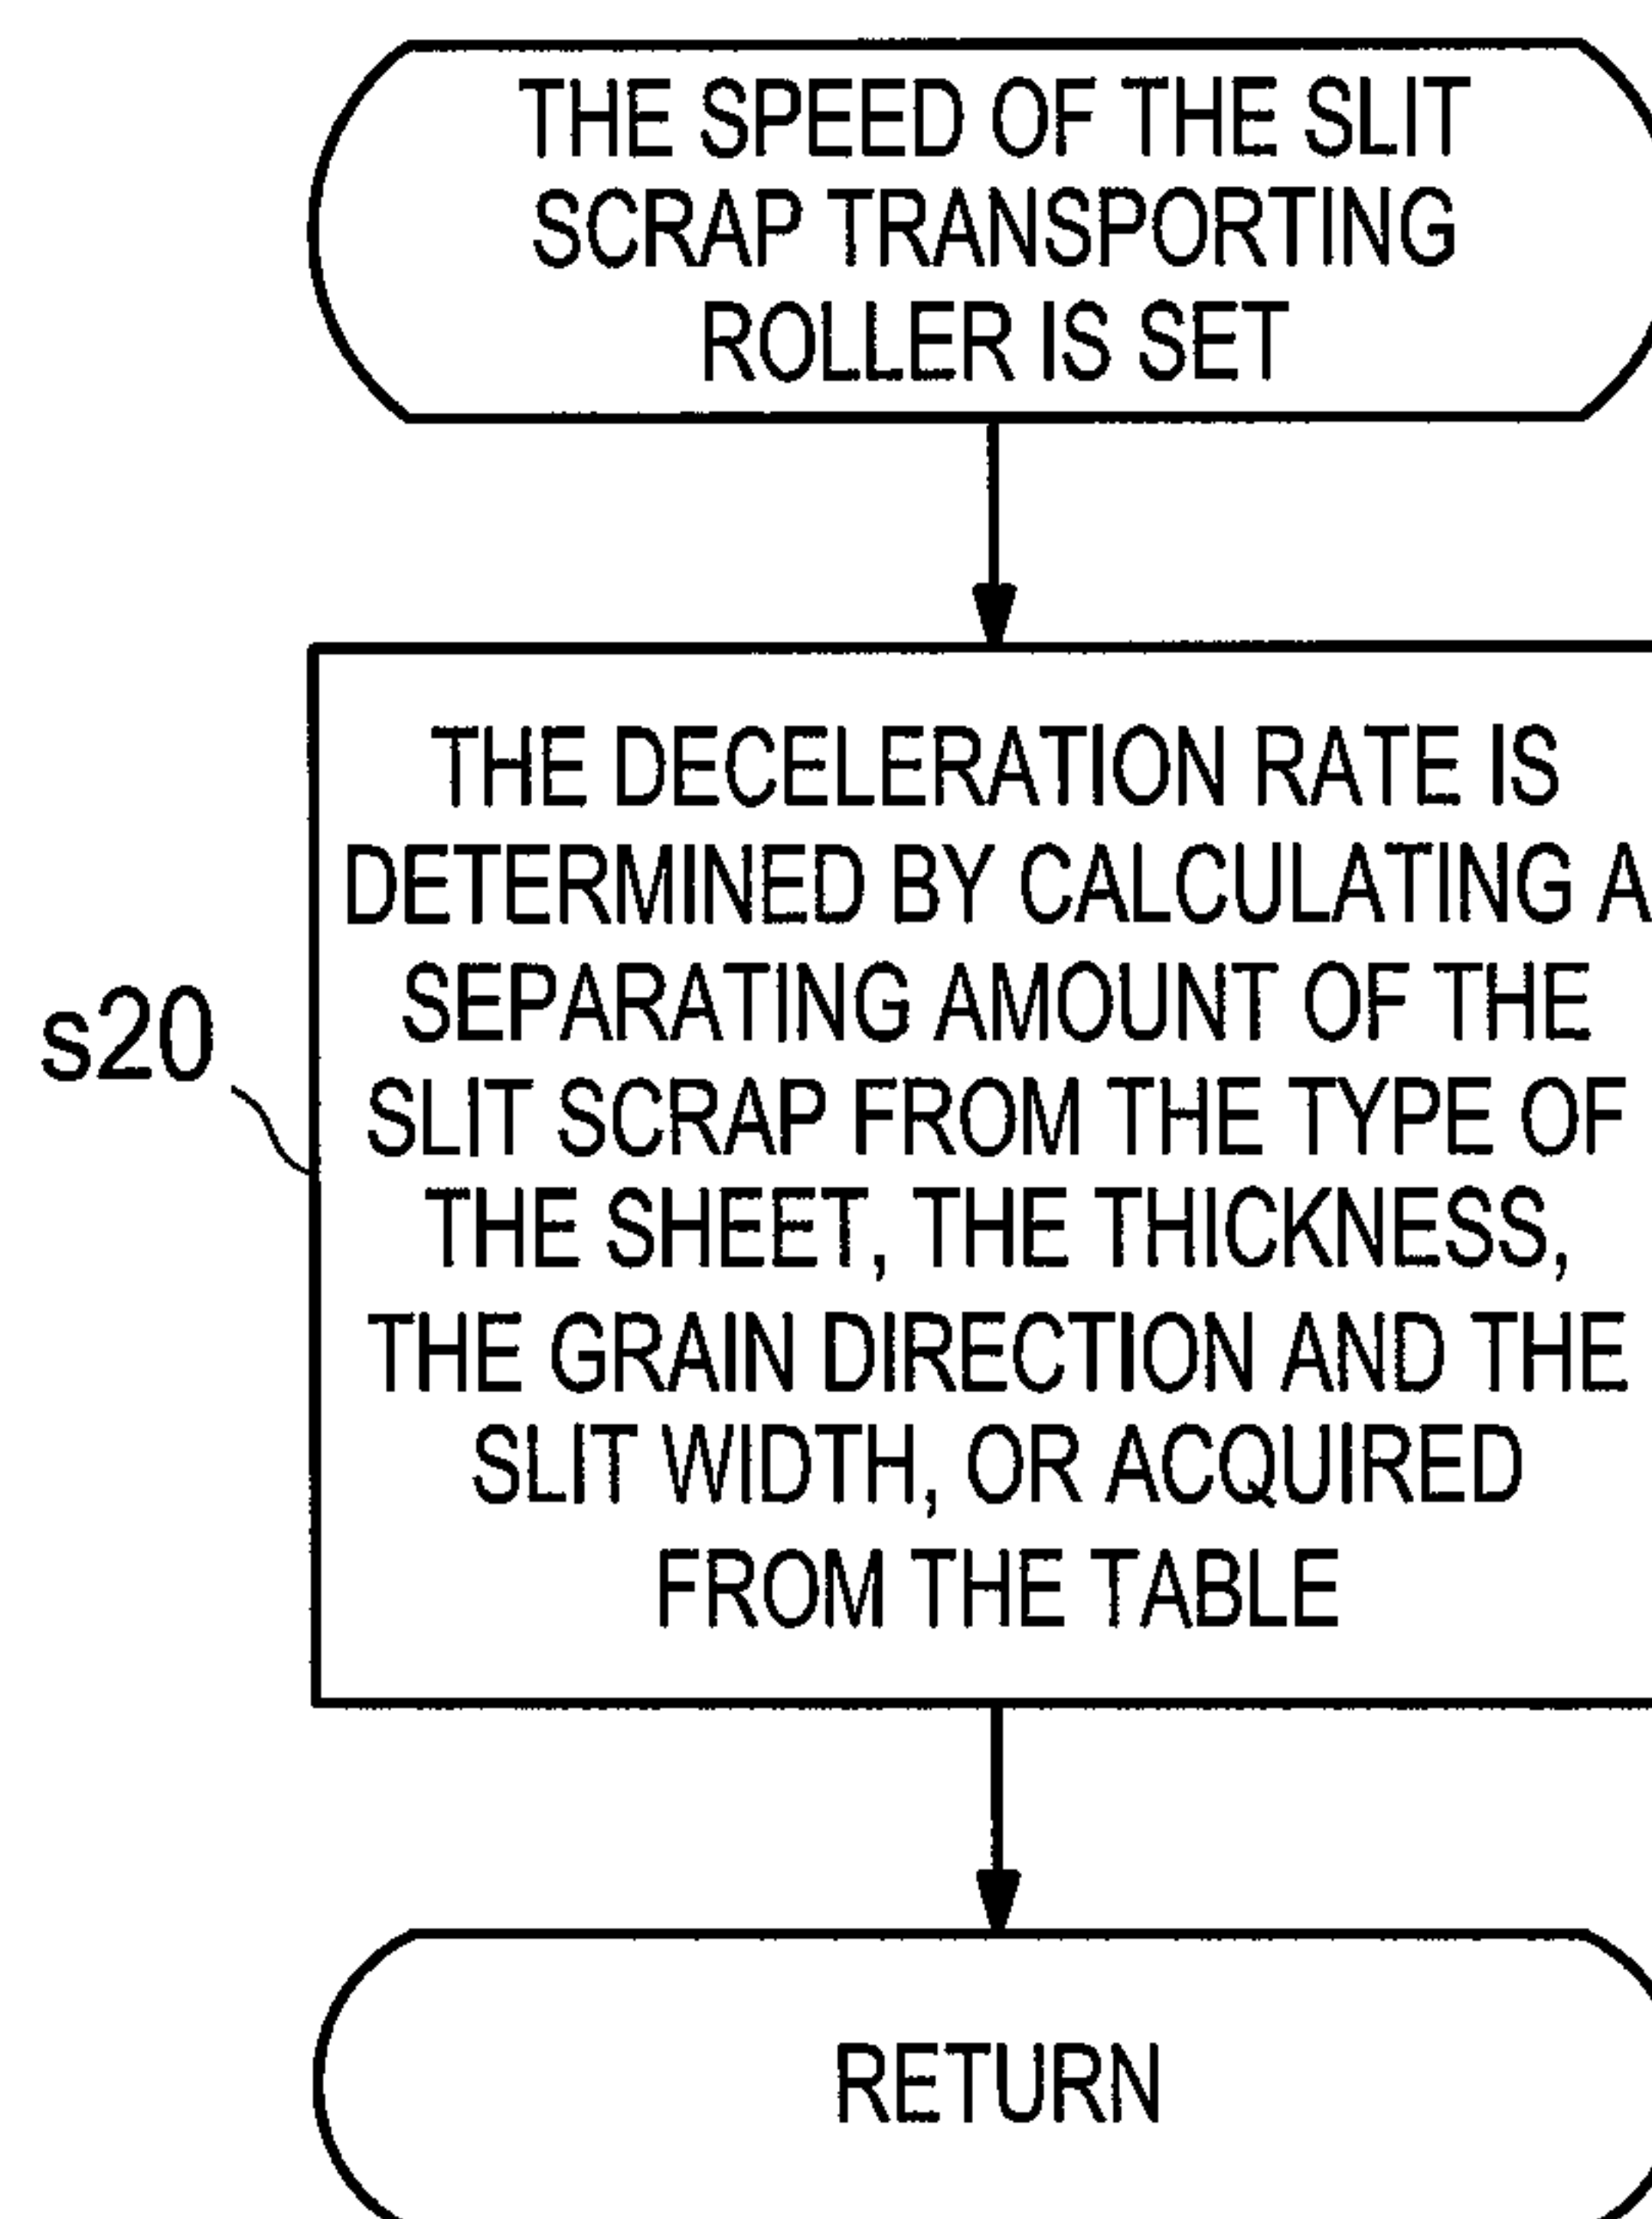 THE SPEED OF THE SLIT
SCRAP TRANSPORTING
ROLLER IS SET
THE DECELERATION RATE IS
DETERMINED BY CALCULATING A
SEPARATING AMOUNT OF THE
s20
SLIT SCRAP FROM THE TYPE OF
THE SHEET, THE THICKNESS,
THE GRAIN DIRECTION AND THE
SLIT WIDTH, OR ACQUIRED
FROM THE TABLE
RETURN